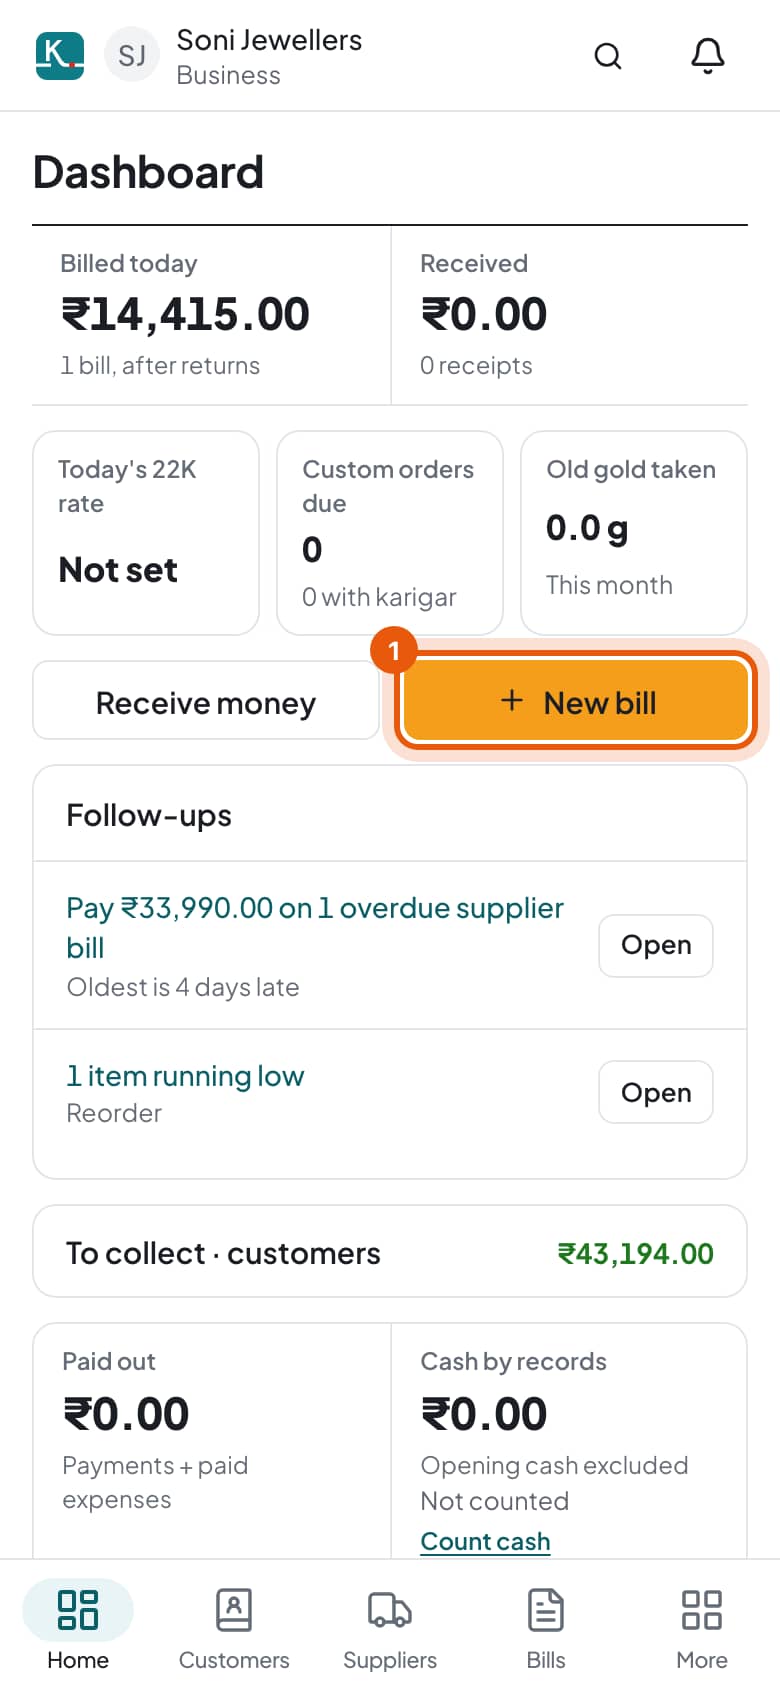 K.
SJ
Soni Jewellers
Business
Dashboard
Billed today
₹14,415.00
1 bill, after returns
Received
₹0.00
0 receipts
Today's 22K
rate
Not set
Custom orders
due
0
0 with karigar
Old gold taken
0.0 g
This month
Receive money
1
+ New bill
Follow-ups
Pay ₹33,990.00 on 1 overdue supplier
bill
Oldest is 4 days late
Open
1 item running low
Reorder
Open
To collect · customers
₹43,194.00
Paid out
₹0.00
Payments + paid
expenses
Cash by records
₹0.00
Opening cash excluded
Not counted
Count cash
Home
Customers
Suppliers
Bills
More